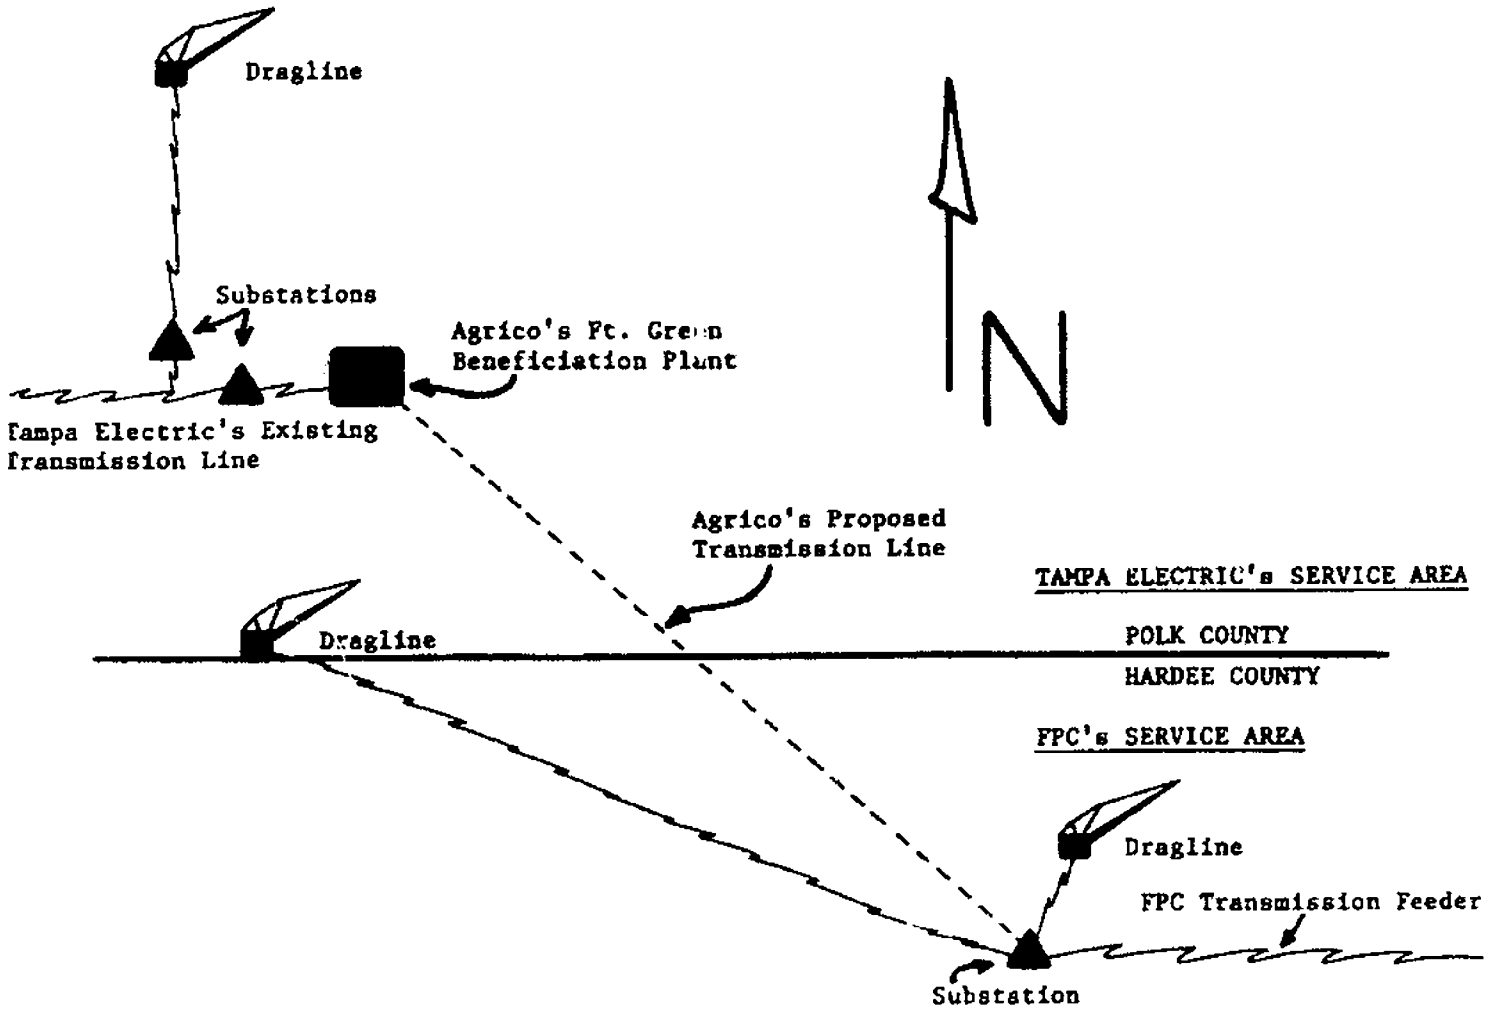 Dragline
Substations
Agrico's Ft. Green
Beneficiation Plant
Tampa Electric's Existing
Transmission Line
N
Agrico's Proposed
Transmission Line
TAMPA ELECTRIC's SERVICE AREA
Dragline
POLK COUNTY
HARDEE COUNTY
FPC's SERVICE AREA
Dragline
FPC Transmission Feeder
Substation